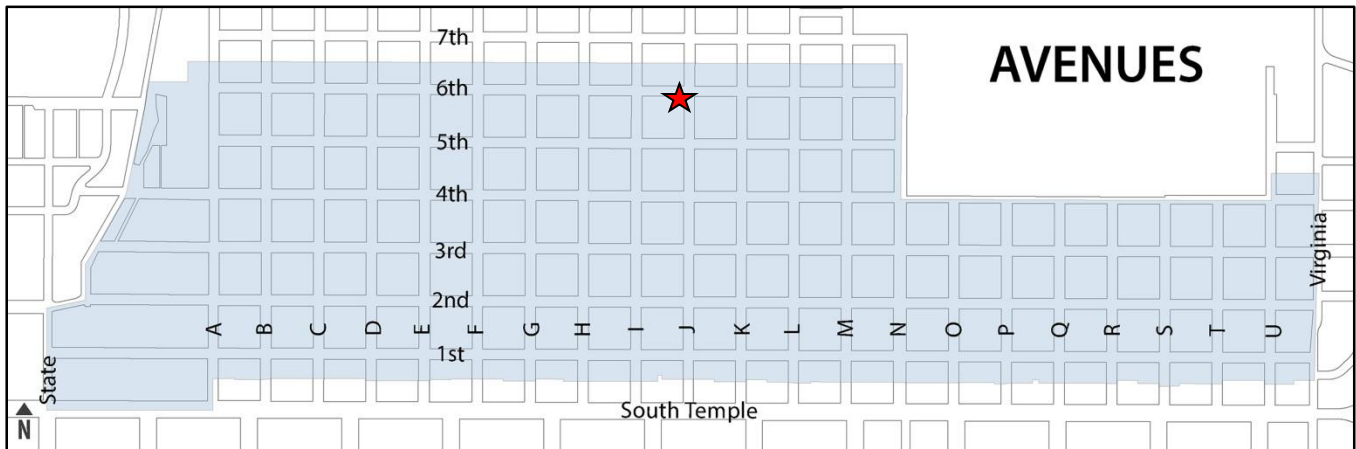 7th
AVENUES
6th
5th
4th
3rd
Virginia
2nd
A B C D E F G H I J K L M N O P Q R S T U
1st
State
South Temple
N